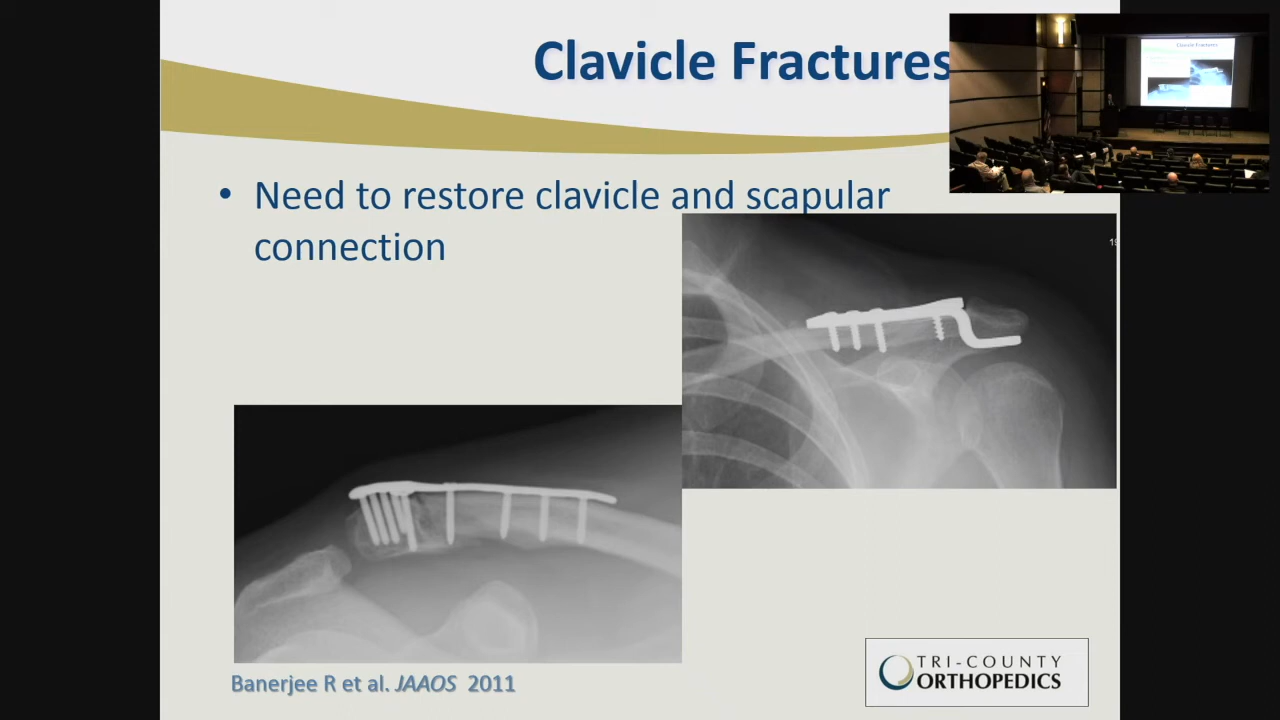 Clavicle Fractures
• Need to restore clavicle and scapular
connection
Banerjee R et al. JAAOS 2011
TRI-COUNTY
ORTHOPEDICS